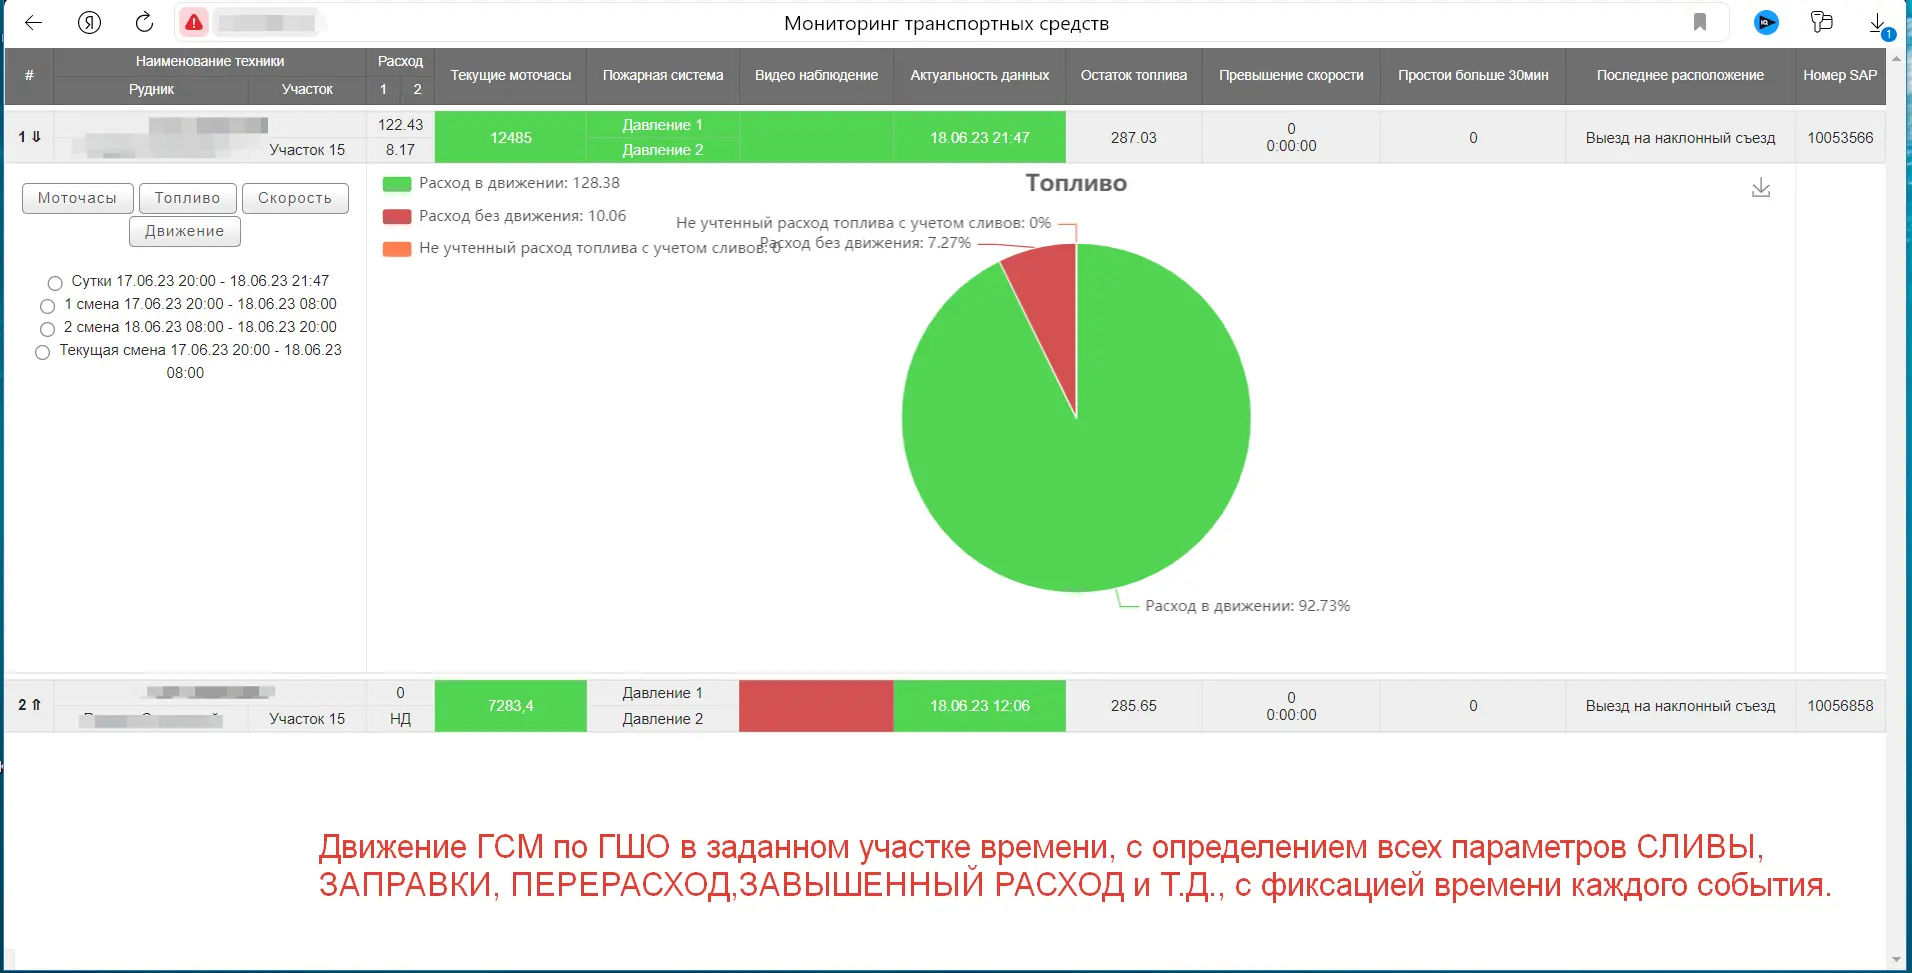 Мониторинг транспортных средств
1
#
Наименование техники
Рудник
Участок
Расход
1 2
Текущие моточасы
Пожарная система
Видео наблюдение
Актуальность данных
Остаток топлива
Превышение скорости
Простои больше 30мин
Последнее расположение
Номер SAP
1 ⇓
Участок 15
122.43
8.17
12485
Давление 1
Давление 2
18.06.23 21:47
287.03
0
0:00:00
0
Выезд на наклонный съезд
10053566
Моточасы
Топливо
Скорость
Движение
Сутки 17.06.23 20:00 - 18.06.23 21:47
1 смена 17.06.23 20:00 - 18.06.23 08:00
2 смена 18.06.23 08:00 - 18.06.23 20:00
Текущая смена 17.06.23 20:00 - 18.06.23
08:00
Расход в движении: 128.38
Расход без движения: 10.06
Не учтенный расход топлива с учетом сливов: 0
Топливо
Не учтенный расход топлива с учетом сливов: 0%
Расход без движения: 7.27%
Расход в движении: 92.73%
2 ⇑
Участок 15
0
НД
7283,4
Давление 1
Давление 2
18.06.23 12:06
285.65
0
0:00:00
0
Выезд на наклонный съезд
10056858
Движение ГСМ по ГШО в заданном участке времени, с определением всех параметров СЛИВЫ,
ЗАПРАВКИ, ПЕРЕРАСХОД,ЗАВЫШЕННЫЙ РАСХОД и Т.Д., с фиксацией времени каждого события.